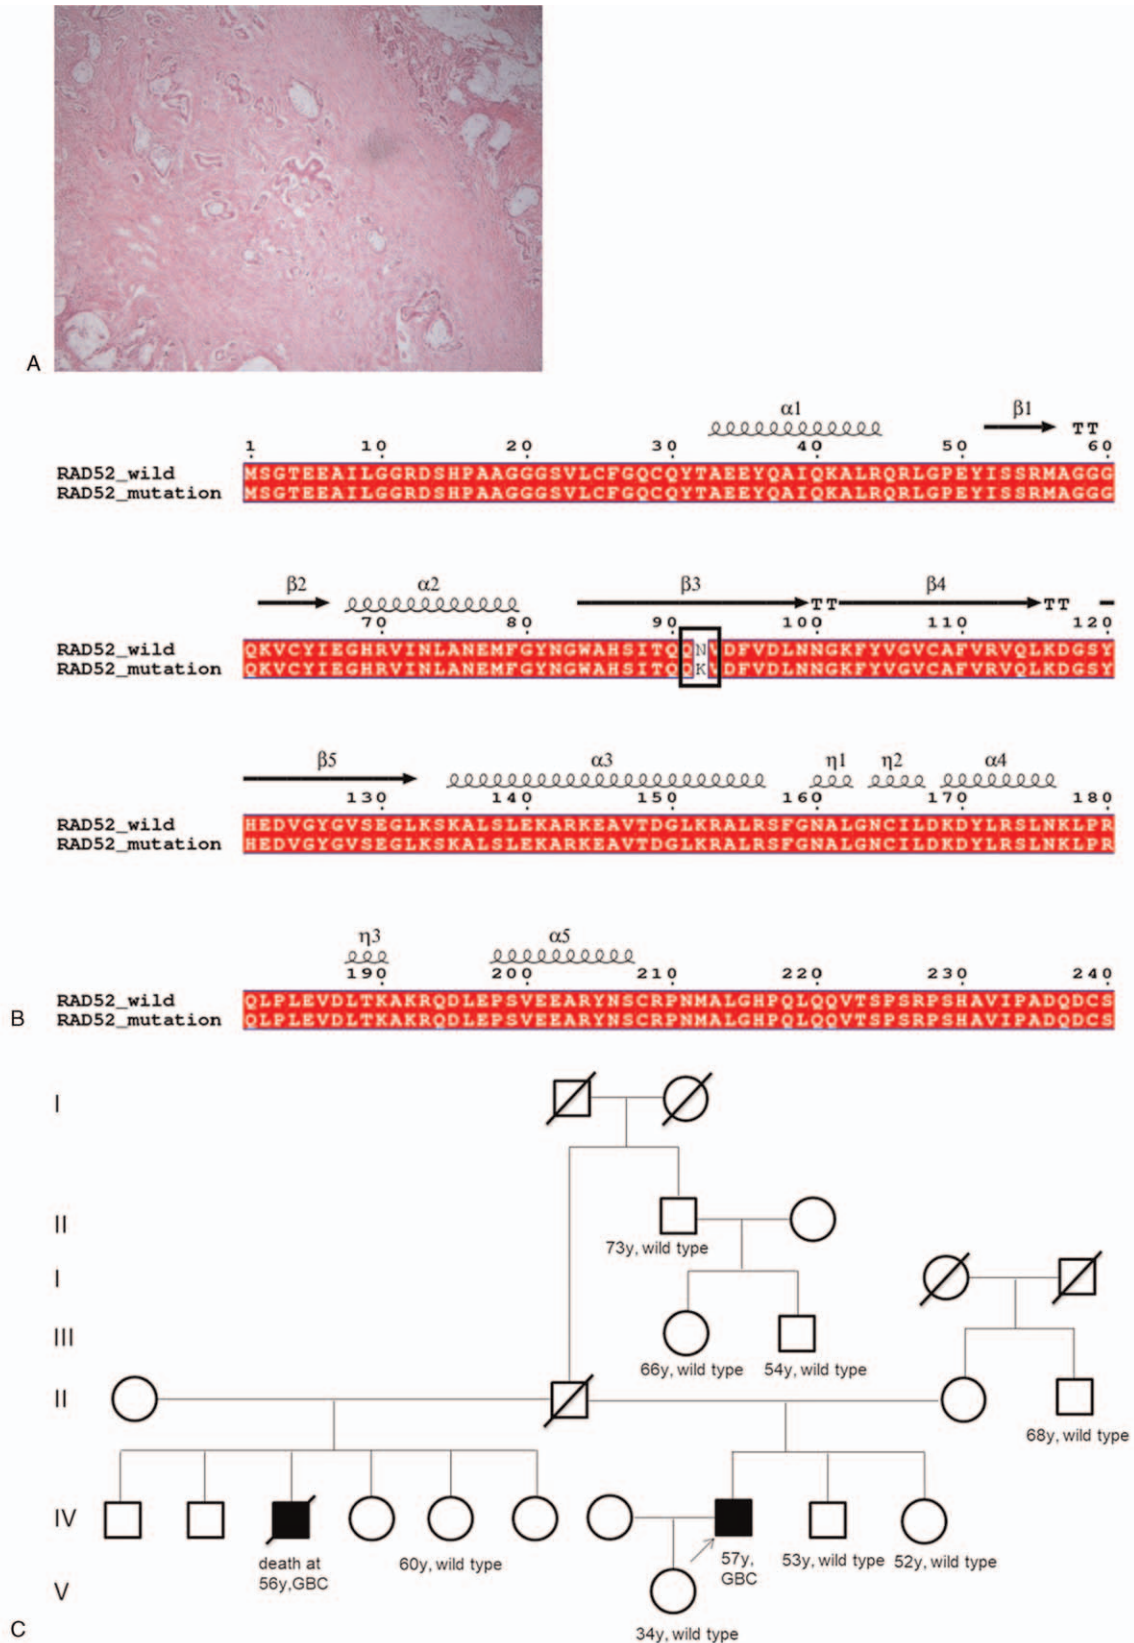 A
α1 β1 TT
1 10 20 30 40 50 60
RAD52_wild MSGTEEAILGGRDSHPAAGGGSVLCFGQCQYTAEEYQAIQKALRQRLGPEYISSRMAGGG
RAD52_mutation MSGTEEAILGGRDSHPAAGGGSVLCFGQCQYTAEEYQAIQKALRQRLGPEYISSRMAGGG
β2 α2 β3 TT β4 TT
70 80 90 100 110 120
RAD52_wild QKVCYIEGHRVINLANEMFGYNGWAHSITQQNVDFVDLNNGKFYVGVCAFVRVQLKDGSY
RAD52_mutation QKVCYIEGHRVINLANEMFGYNGWAHSITQQKVDFVDLNNGKFYVGVCAFVRVQLKDGSY
β5 α3 η1 η2 α4
130 140 150 160 170 180
RAD52_wild HEDVGYGVSEGLKSKALSLEKARKEAVTDGLKRALRSFGNALGNCILDKDYLRSLNKLPR
RAD52_mutation HEDVGYGVSEGLKSKALSLEKARKEAVTDGLKRALRSFGNALGNCILDKDYLRSLNKLPR
η3 α5
190 200 210 220 230 240
RAD52_wild QLPLEVDLTKAKRQDLEPSVEEARYNSCRPNMALGHPQLQQVTSPSRPSHAVIPADQDCS
B RAD52_mutation QLPLEVDLTKAKRQDLEPSVEEARYNSCRPNMALGHPQLQQVTSPSRPSHAVIPADQDCS
I
II
73y, wild type
I
III
66y, wild type 54y, wild type
II
68y, wild type
IV
death at
56y,GBC
60y, wild type
57y,
GBC
53y, wild type 52y, wild type
V
34y, wild type
C